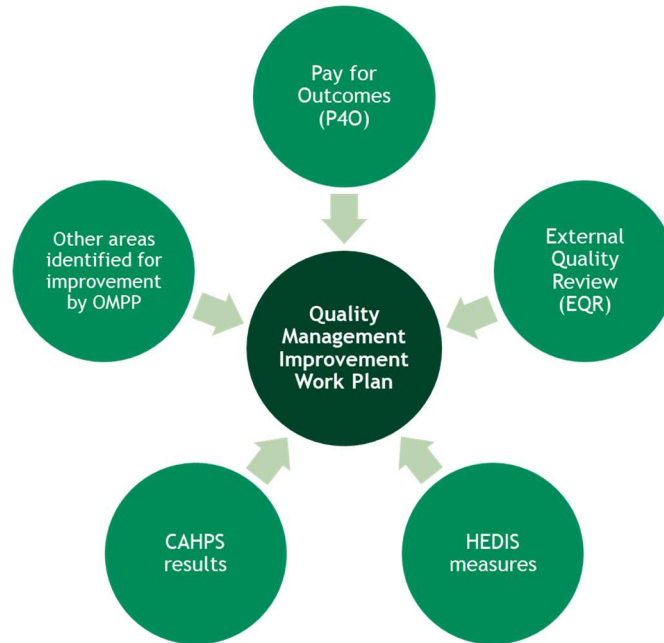 Pay for
Outcomes
(P4O)
Other areas
identified for
improvement
by OMPP
External
Quality
Review
(EQR)
Quality
Management
Improvement
Work Plan
CAHPS
results
HEDIS
measures